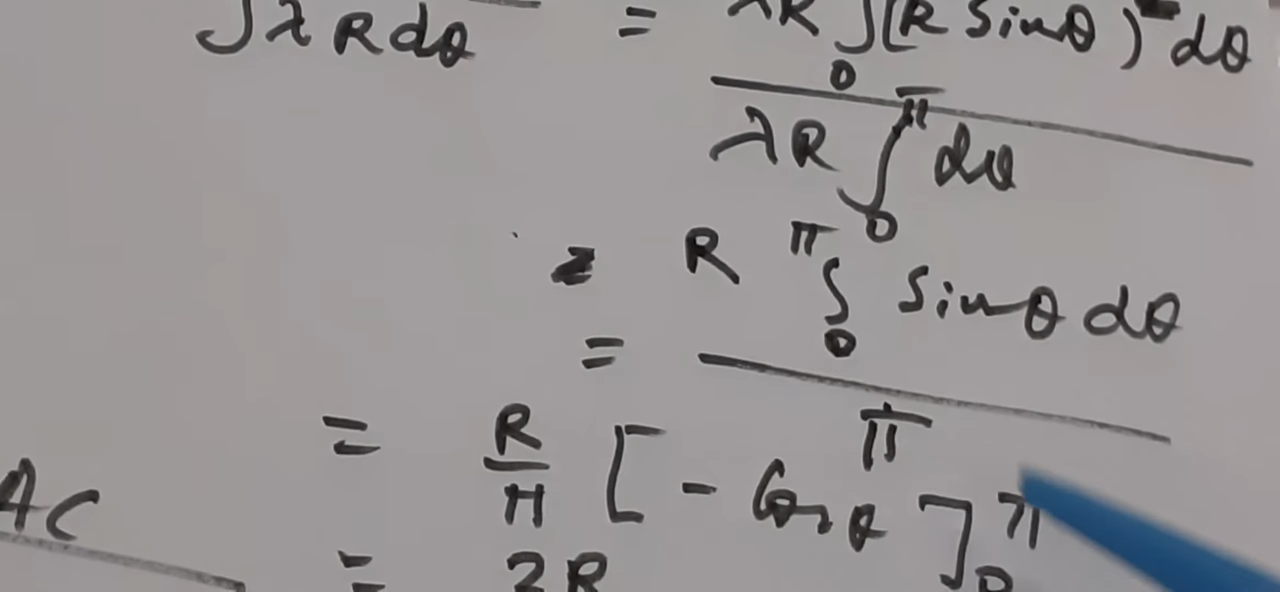 ∫λRdθ = λR ∫₀ (R Sinθ) dθ
λR ∫₀^π dθ
= R ∫₀^π Sinθ dθ
π
= R/π [- Cosθ]₀^π
AC
= 2R